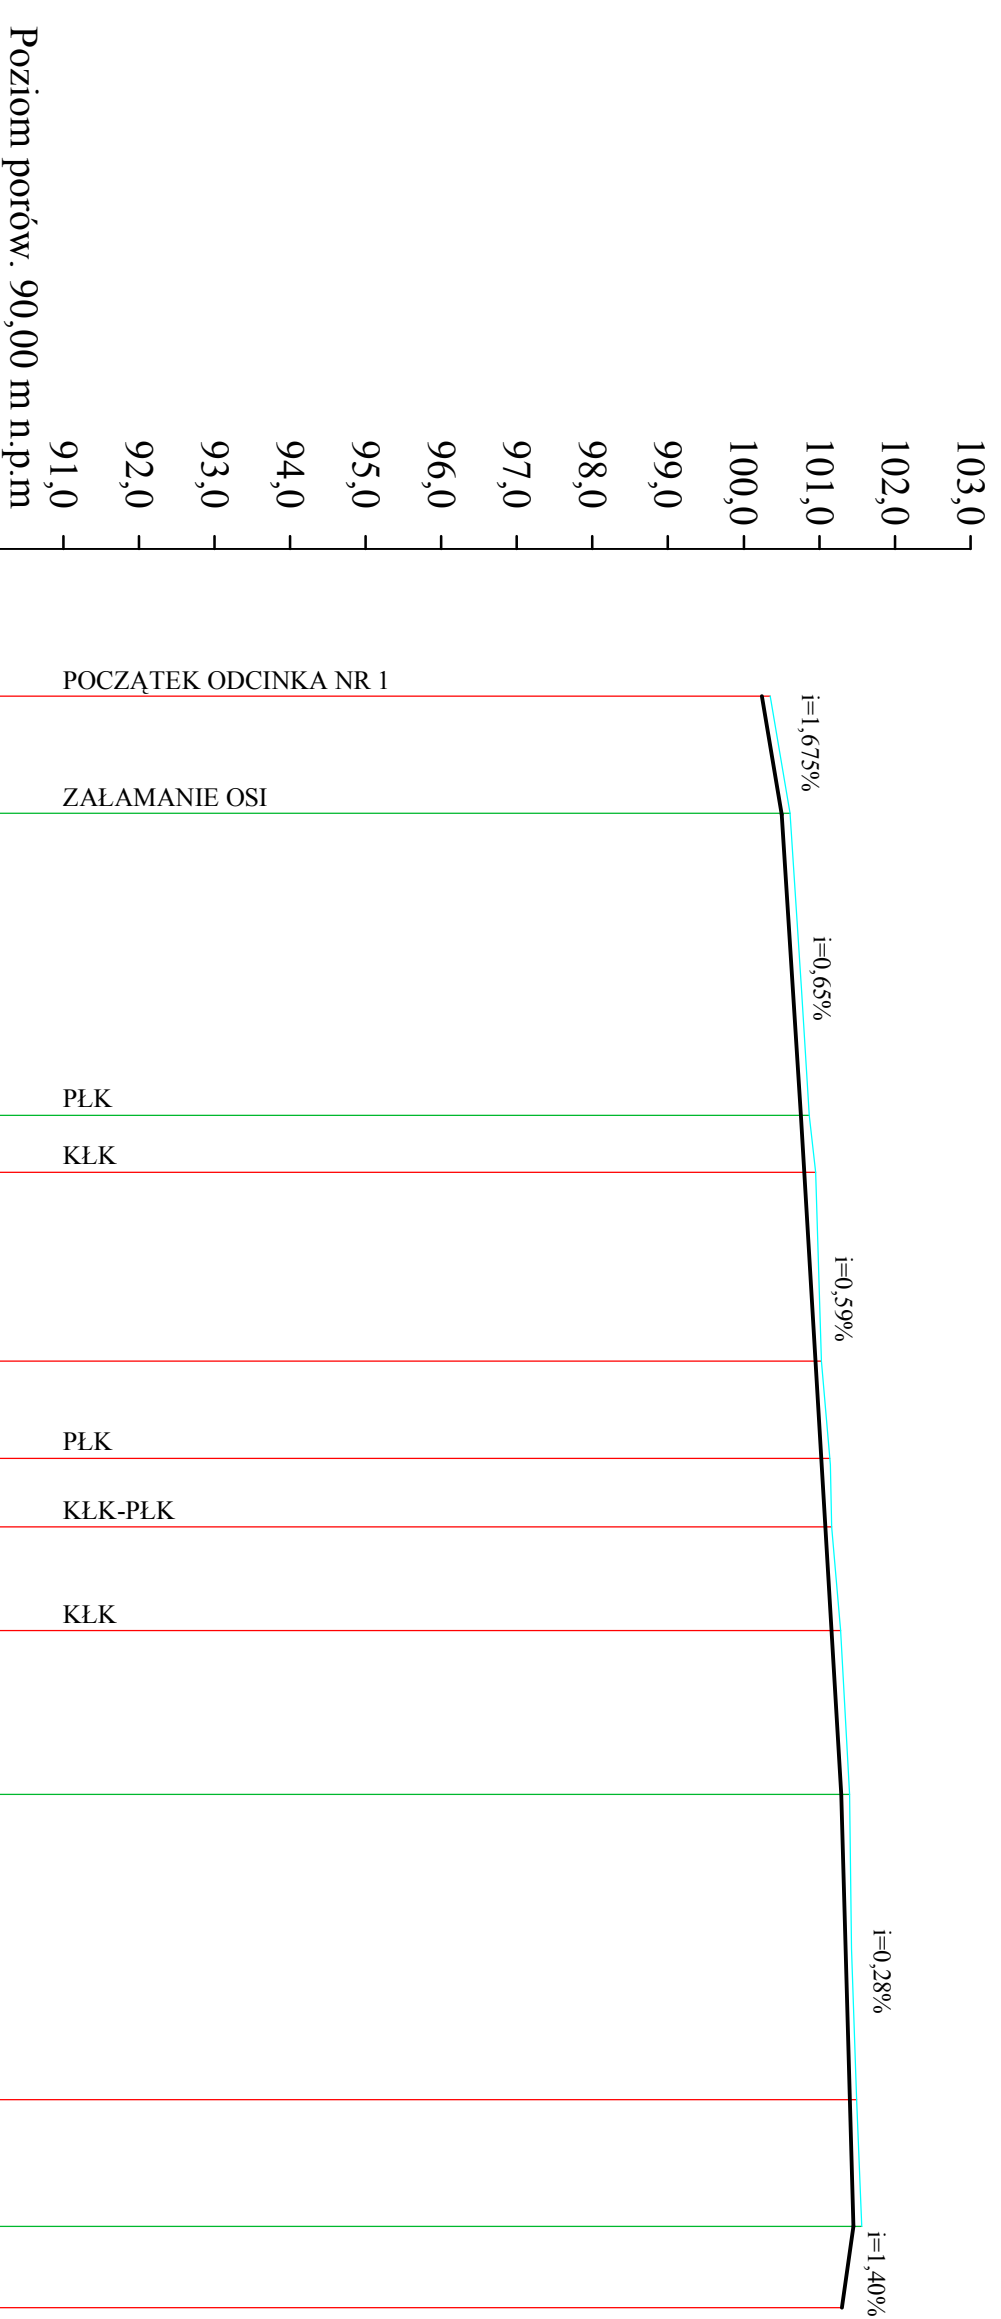 103,0
102,0
101,0
100,0
99,0
98,0
97,0
96,0
95,0
94,0
93,0
92,0
91,0
Poziom porów. 90,00 m n.p.m
i=1,675%
i=0,65%
i=0,59%
i=0,28%
i=1,40%
POCZĄTEK ODCINKA NR 1
ZAŁAMANIE OSI
PŁK
KŁK
PŁK
KŁK-PŁK
KŁK